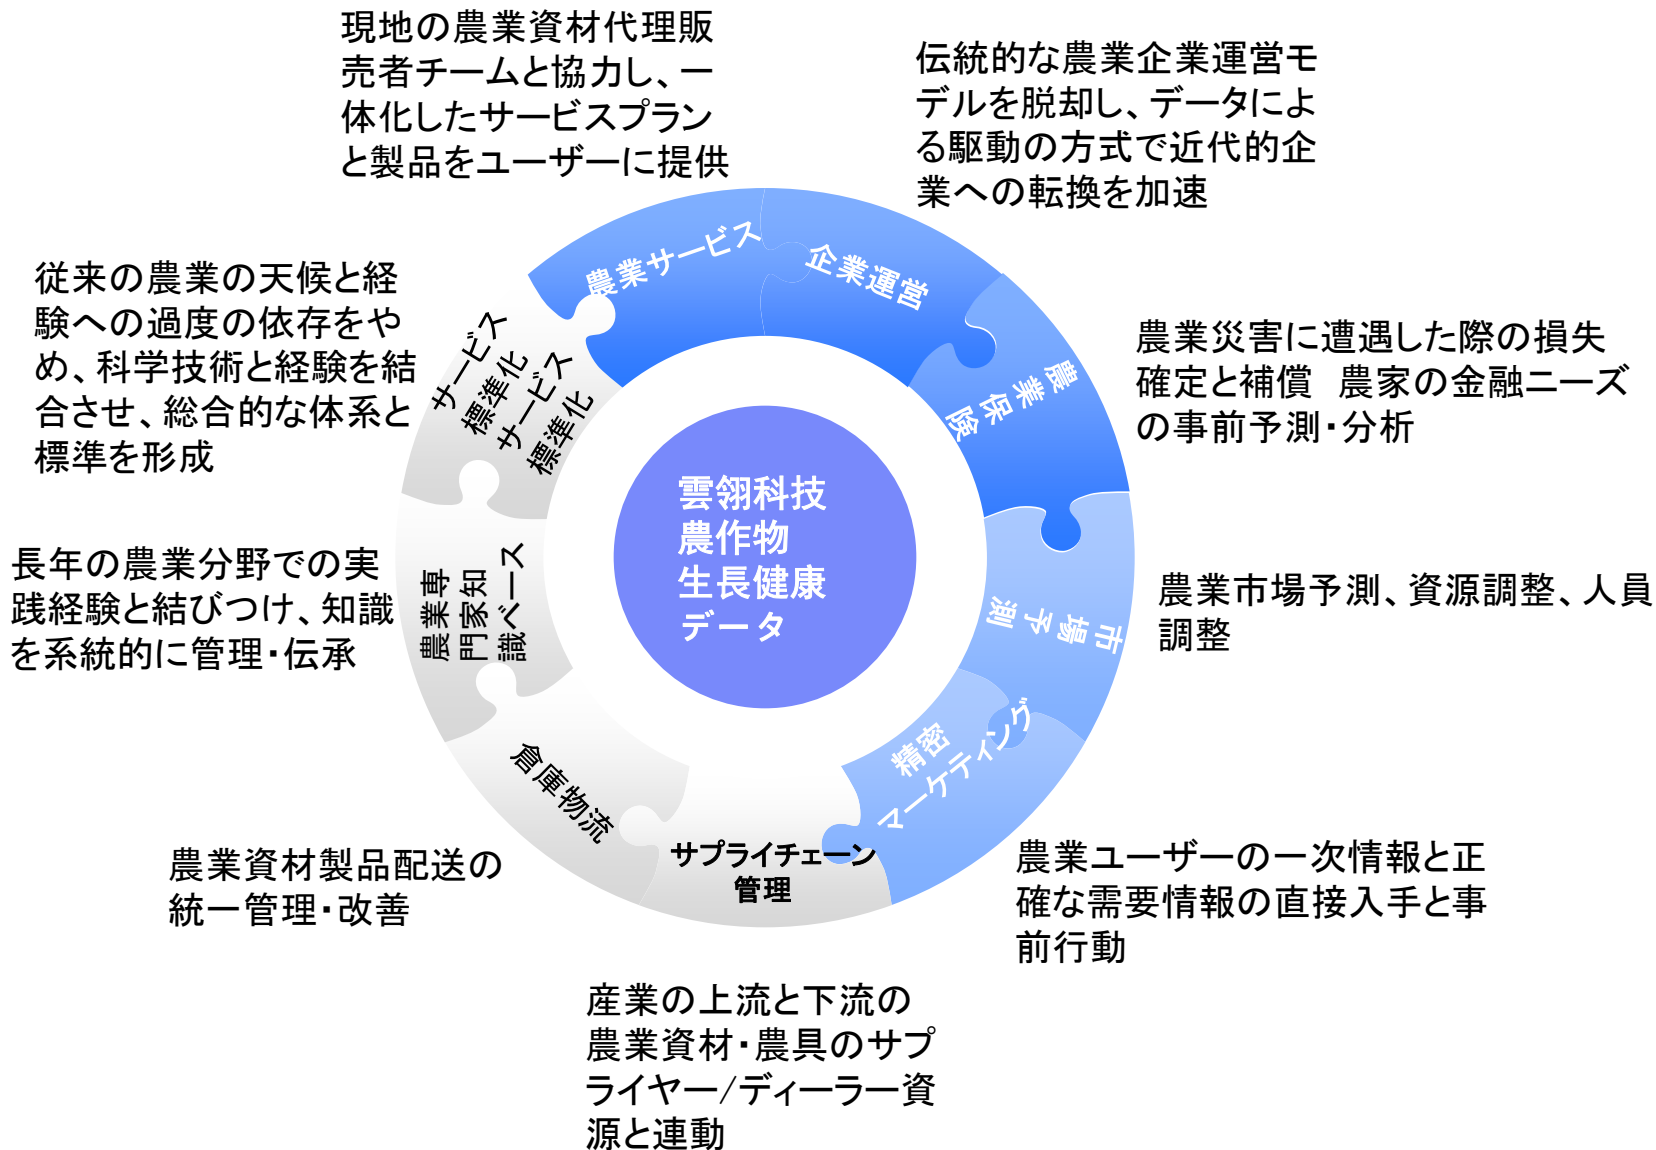 現地の農業資材代理販
売者チームと協力し、一
体化したサービスプラン
と製品をユーザーに提供
伝統的な農業企業運営モ
デルを脱却し、データによ
る駆動の方式で近代的企
業への転換を加速
農業サービス
企業運営
従来の農業の天候と経
験への過度の依存をや
め、科学技術と経験を結
合させ、総合的な体系と
標準を形成
サービス
標準化
サービス
標準化
農業保険
農業災害に遭遇した際の損失
確定と補償　農家の金融ニーズ
の事前予測・分析
雲翎科技
農作物
生長健康
データ
長年の農業分野での実
践経験と結びつけ、知識
を系統的に管理・伝承
農業専
門家知
識ベース
市場予測
農業市場予測、資源調整、人員
調整
精密
マーケティング
倉庫物流
サプライチェーン
管理
農業資材製品配送の
統一管理・改善
農業ユーザーの一次情報と正
確な需要情報の直接入手と事
前行動
産業の上流と下流の
農業資材・農具のサプ
ライヤー/ディーラー資
源と連動